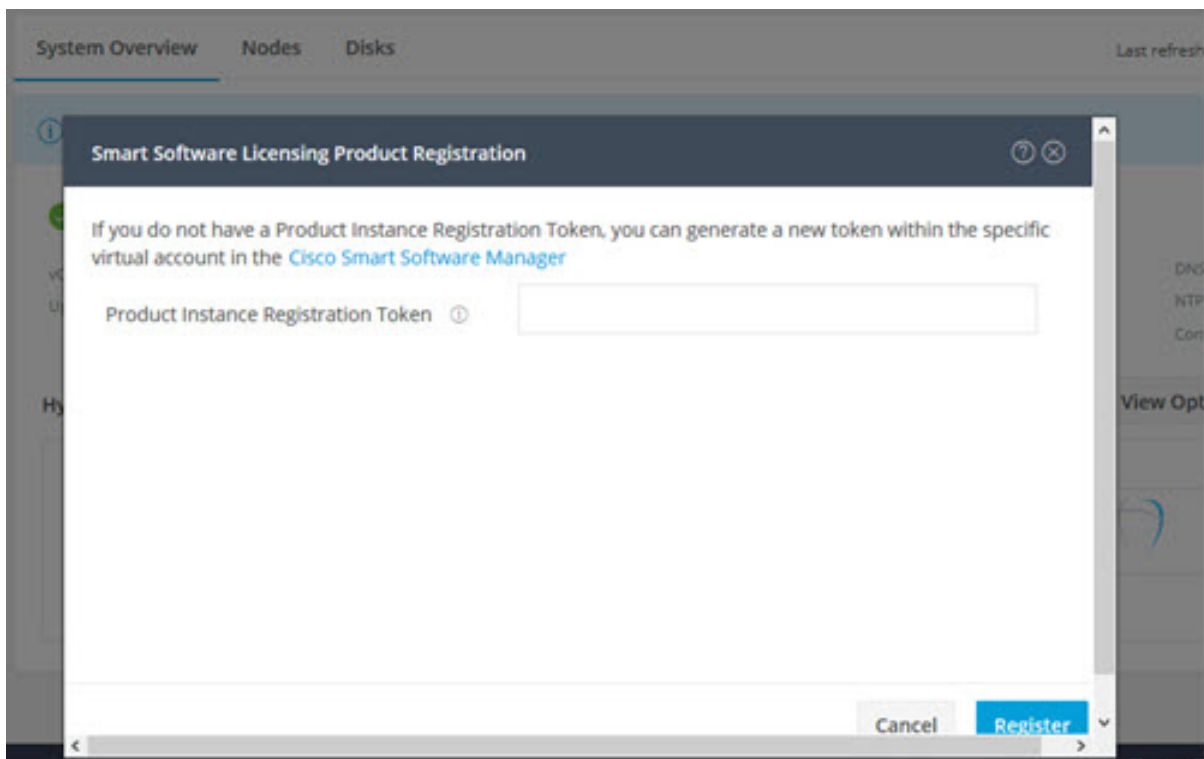 System Overview Nodes Disks Last refresh
Smart Software Licensing Product Registration
If you do not have a Product Instance Registration Token, you can generate a new token within the specific
virtual account in the Cisco Smart Software Manager
Product Instance Registration Token
DNS
NTP
Con
Hy
View Opt
Cancel Register